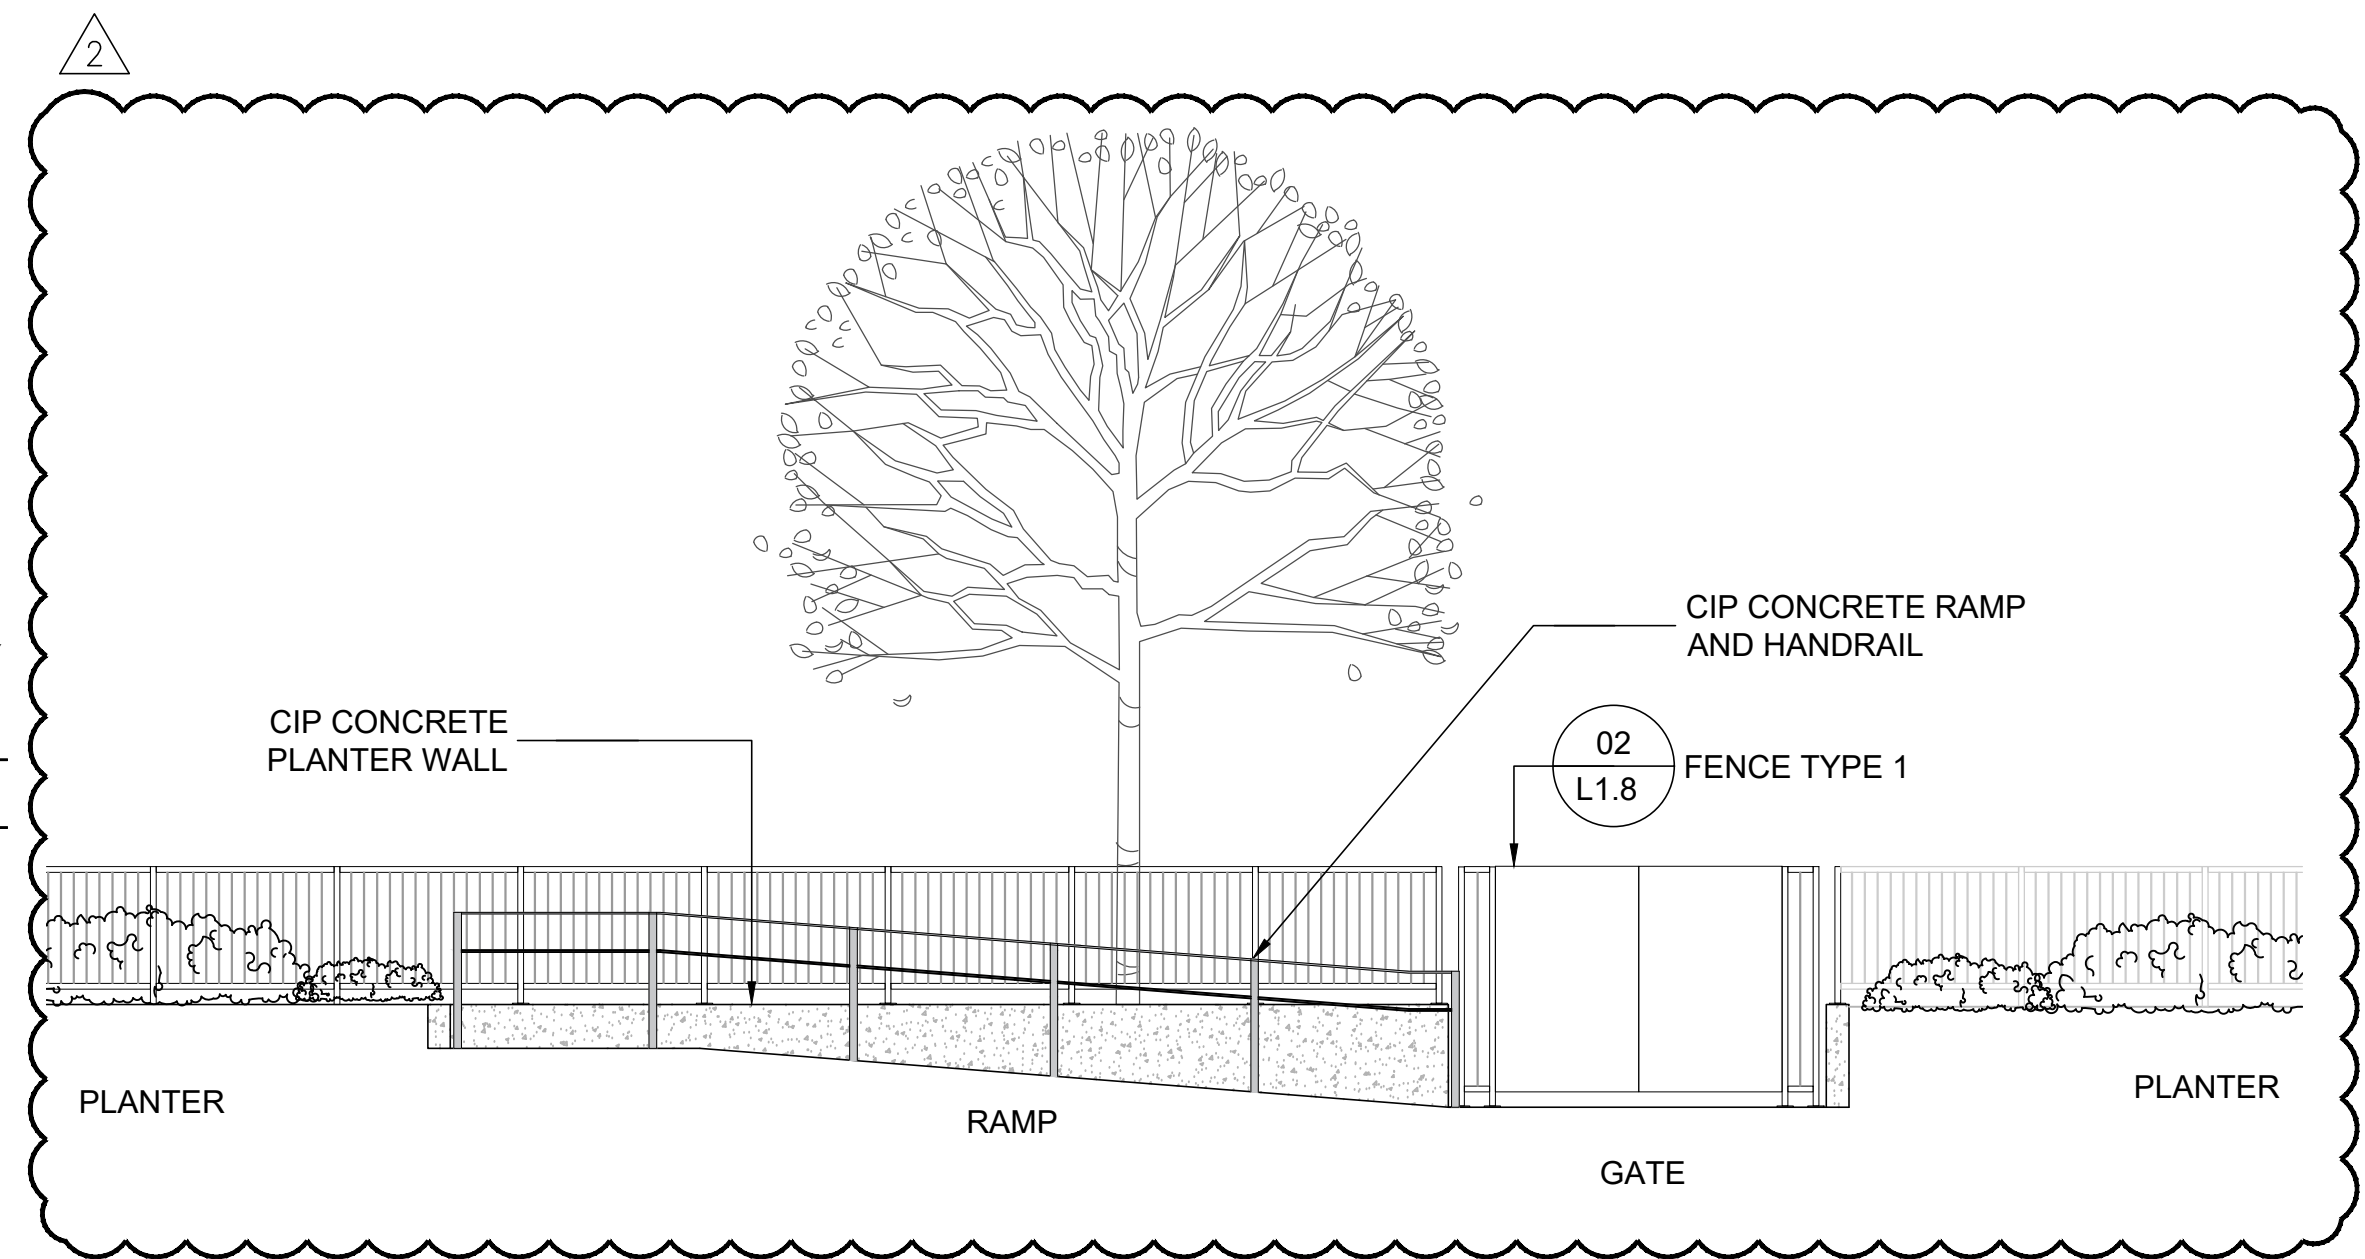 2
CIP CONCRETE RAMP
AND HANDRAIL
CIP CONCRETE
PLANTER WALL
02
L1.8
FENCE TYPE 1
PLANTER
RAMP
GATE
PLANTER